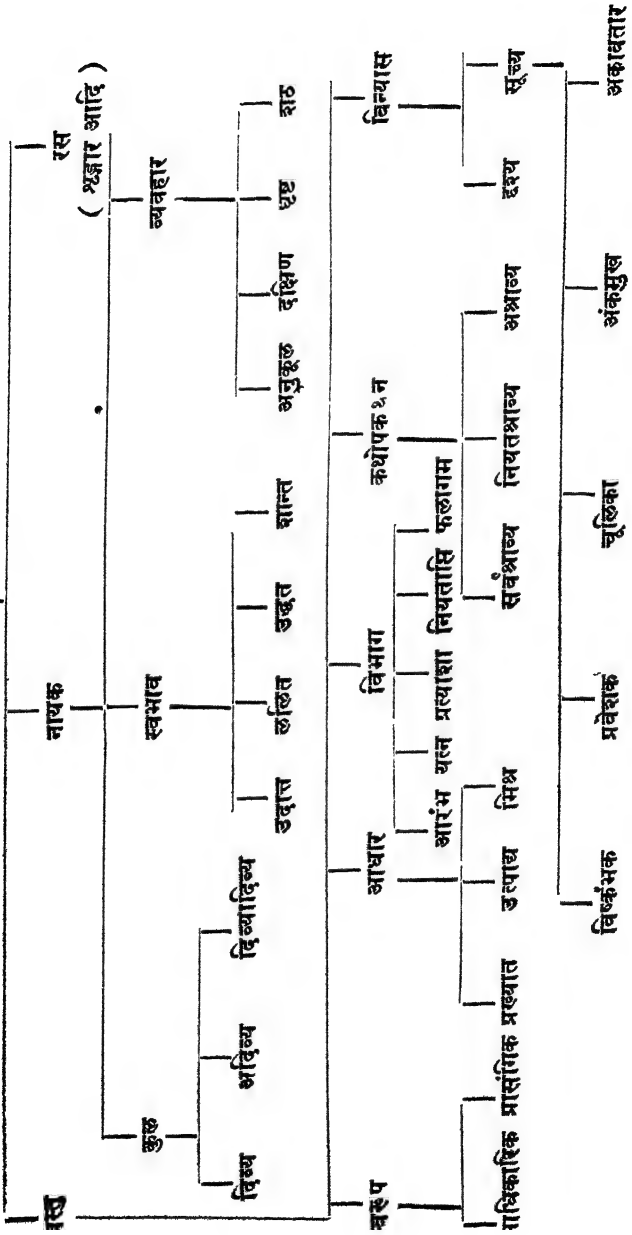 वस्तु नायक रस
( श्रृङ्गार आदि )
कुल स्वभाव व्यवहार
दिव्य अदिव्य दिव्यादिव्य उदात्त ललित उद्धत शान्त अनुकूल दक्षिण धृष्ट शठ
स्वरूप आधार विभाग कथोपकथन विन्यास
आधिकारिक प्रासंगिक प्रख्यात उत्पाद्य मिश्र आरंभ यत्न प्रत्याशा नियताप्ति फलागम सर्वश्राव्य नियतश्राव्य अश्राव्य दृश्य सूच्य
विष्कंभक प्रवेशक चूलिका अंकमुख अंकावतार